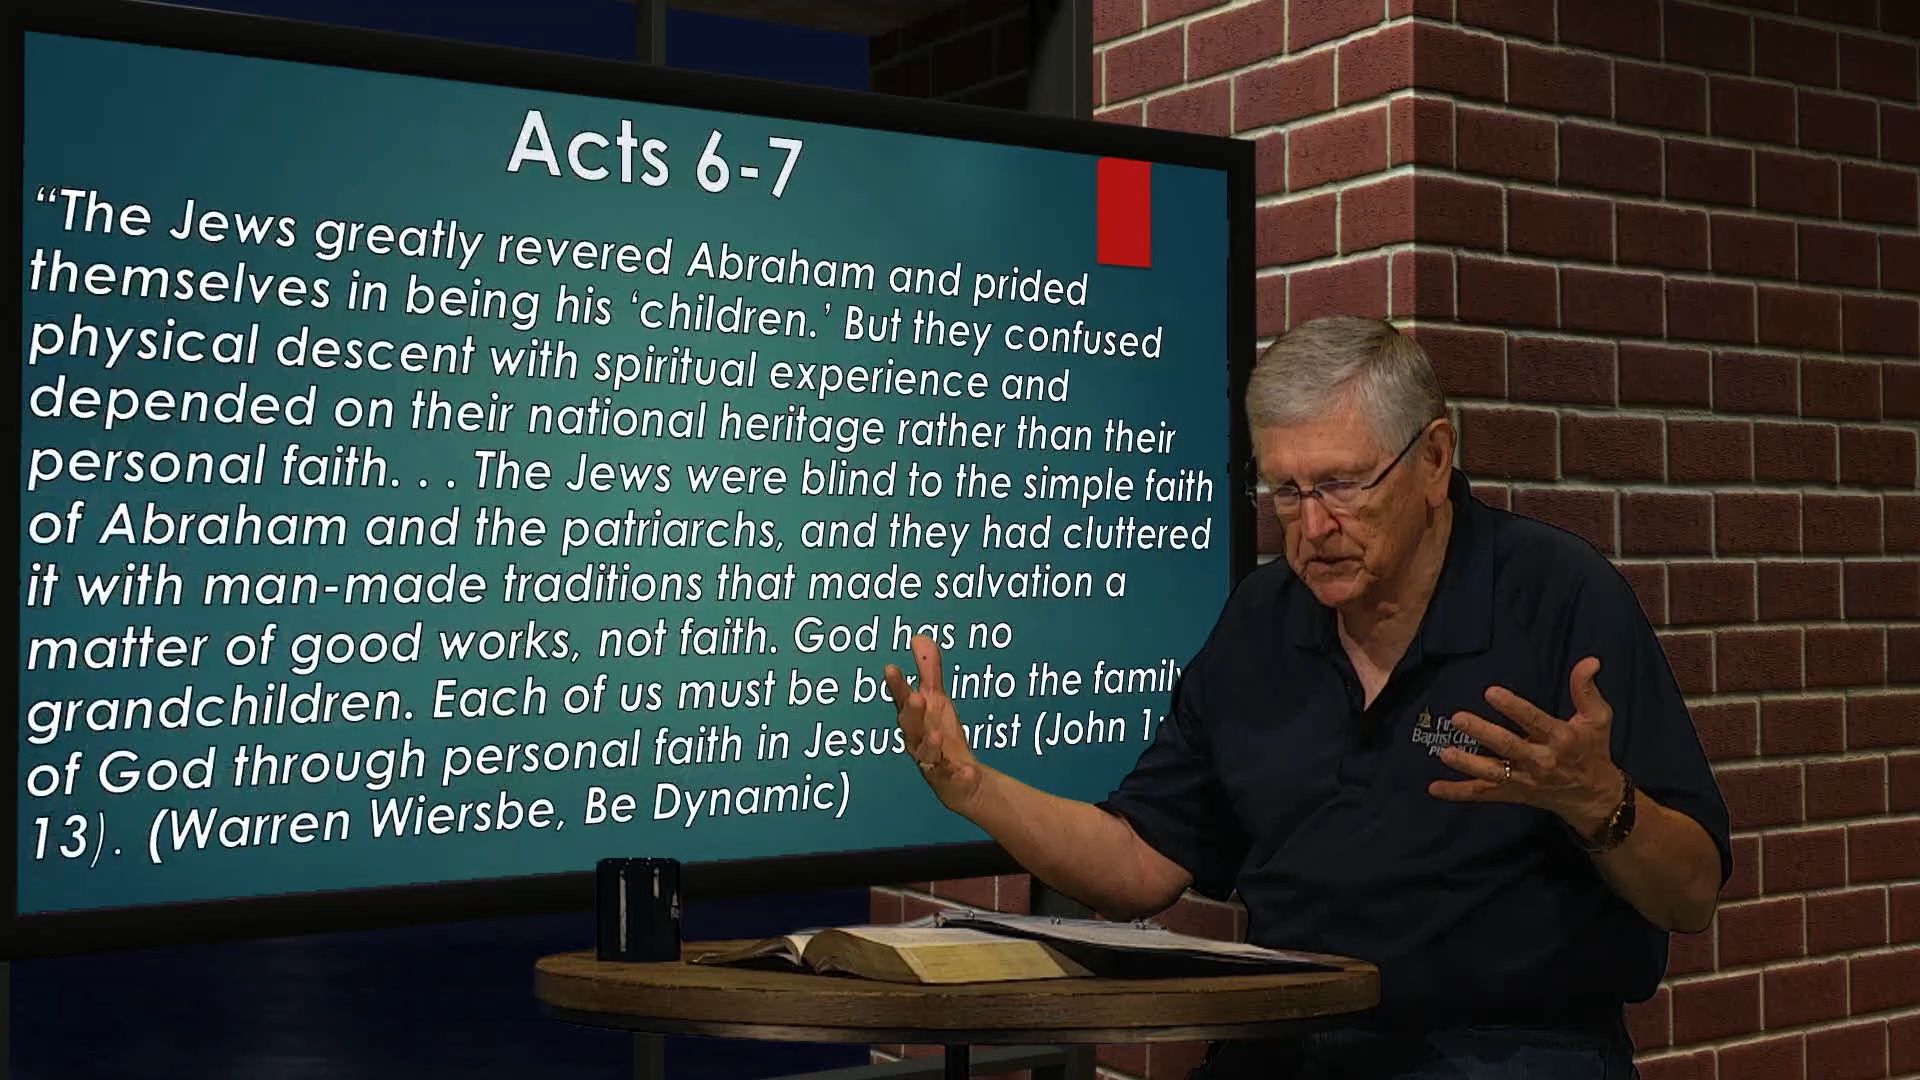 Acts 6-7
“The Jews greatly revered Abraham and prided
themselves in being his ‘children.’ But they confused
physical descent with spiritual experience and
depended on their national heritage rather than their
personal faith. . . The Jews were blind to the simple faith
of Abraham and the patriarchs, and they had cluttered
it with man-made traditions that made salvation a
matter of good works, not faith. God has no
grandchildren. Each of us must be into the family
of God through personal faith in Jesus (John
13). (Warren Wiersbe, Be Dynamic)
Baptist